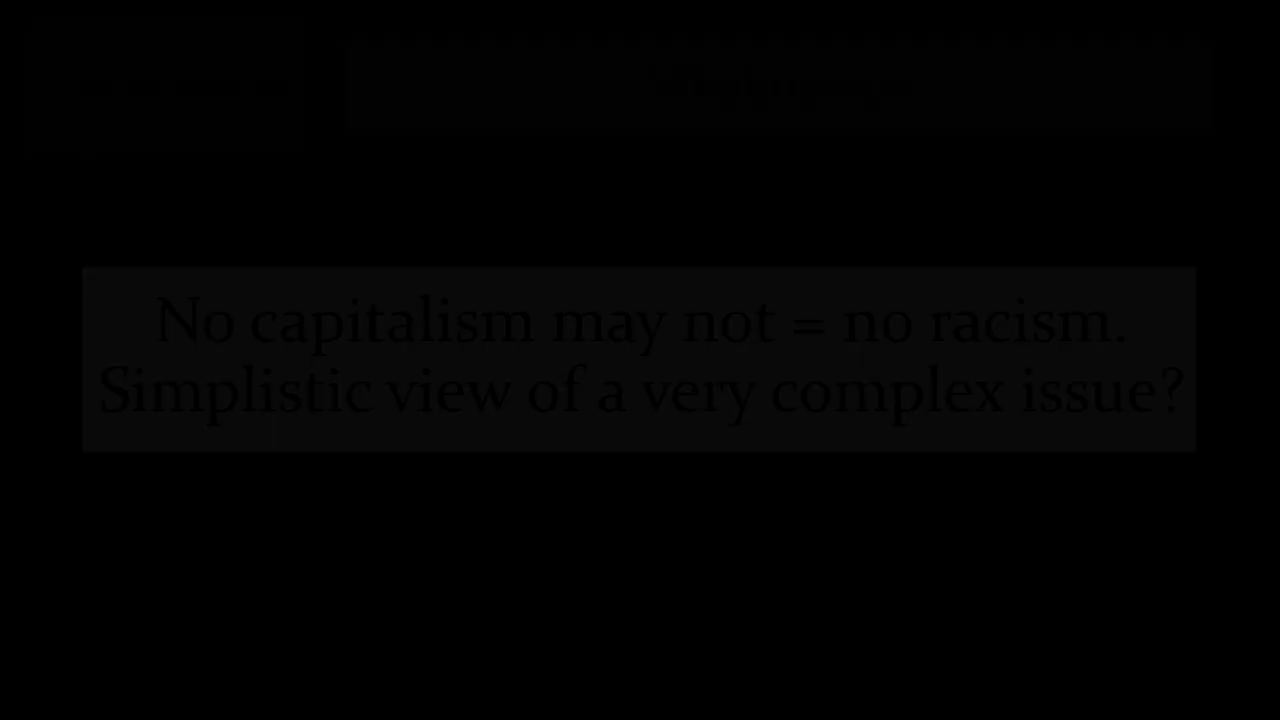 No capitalism may not = no racism.
Simplistic view of a very complex issue?